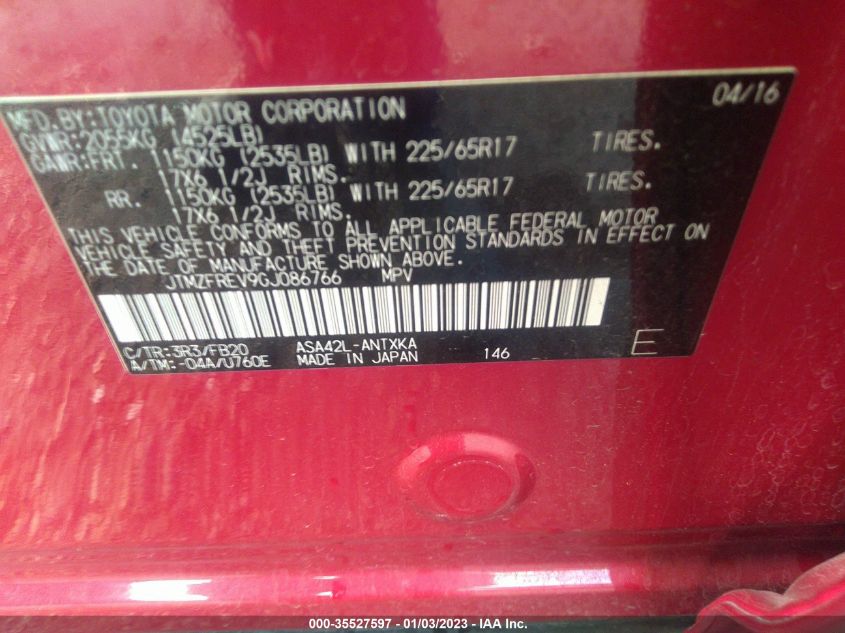 MFD.BY:TOYOTA MOTOR CORPORATION 04/16
GVWR:2055KG (4525LB)
GAWR:FRT. 1150KG (2535LB) WITH 225/65R17 TIRES.
17X6 1/2J RIMS.
RR. 1150KG (2535LB) WITH 225/65R17 TIRES.
17X6 1/2J RIMS.
THIS VEHICLE CONFORMS TO ALL APPLICABLE FEDERAL MOTOR
VEHICLE SAFETY AND THEFT PREVENTION STANDARDS IN EFFECT ON
THE DATE OF MANUFACTURE SHOWN ABOVE.
JTMZFREV9GJ086766 MPV
C/TR:3R3/FB20 ASA42L-ANTXKA
A/TM:-04A/U760E MADE IN JAPAN 146 E
000-35527597 - 01/03/2023 - IAA Inc.